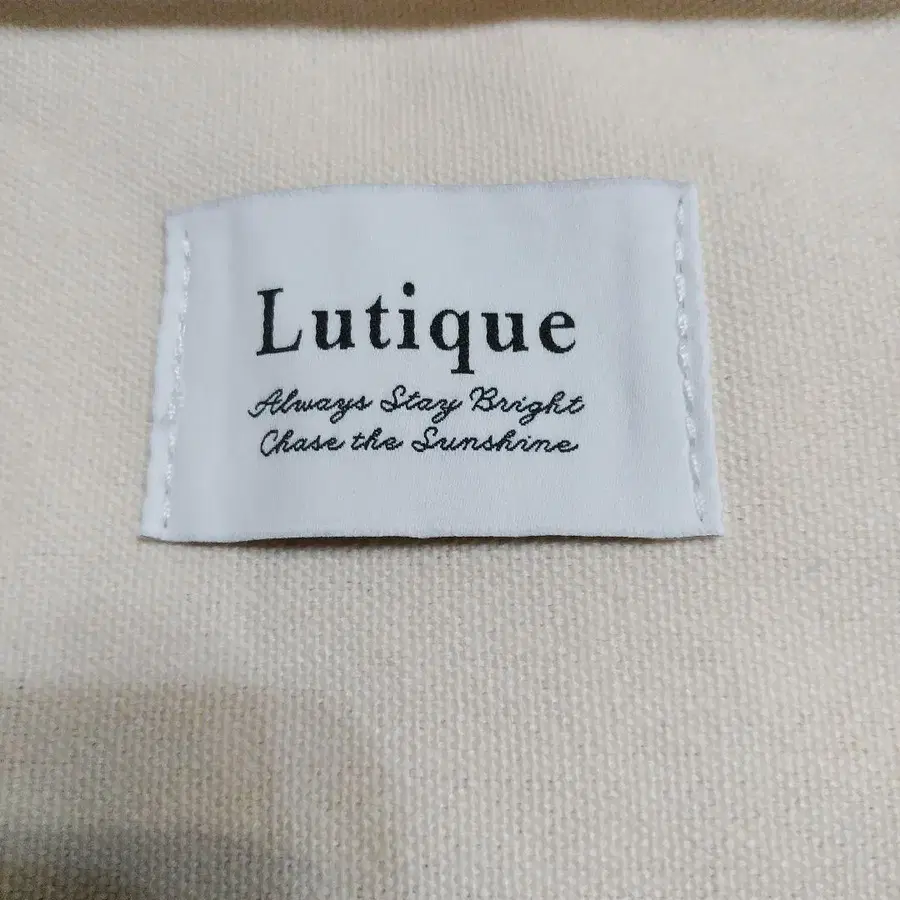 Lutique
Always Stay Bright
Chase the Sunshine